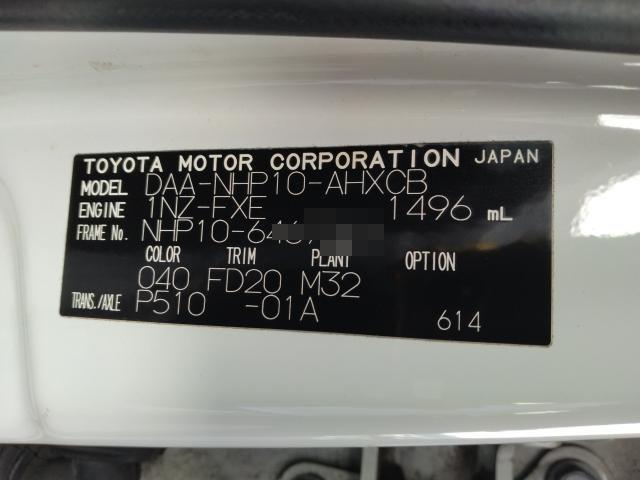 TOYOTA MOTOR CORPORATION JAPAN
MODEL DAA-NHP10-AHXCB
ENGINE 1NZ-FXE 1496 mL
FRAME No. NHP10-64
COLOR TRIM PLANT OPTION
040 FD20 M32
TRANS./AXLE P510 -01A 614